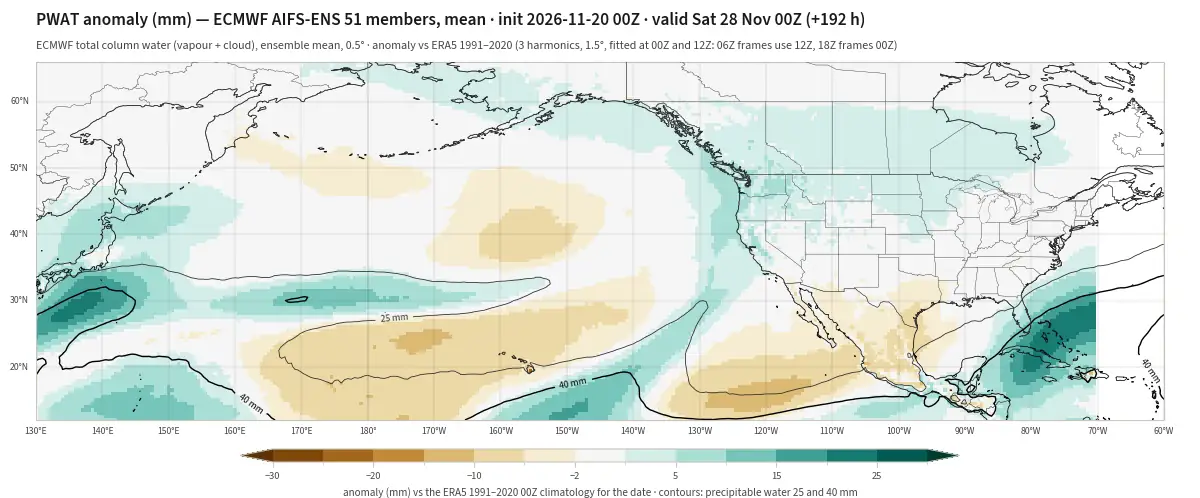 PWAT anomaly (mm) — ECMWF AIFS-ENS 51 members, mean · init 2026-11-20 00Z · valid Sat 28 Nov 00Z (+192 h)
ECMWF total column water (vapour + cloud), ensemble mean, 0.5° · anomaly vs ERA5 1991–2020 (3 harmonics, 1.5°, fitted at 00Z and 12Z: 06Z frames use 12Z, 18Z frames 00Z)
60°N
50°N
40°N
30°N
25 mm
20°N
40 mm
40 mm
40 mm
130°E 140°E 150°E 160°E 170°E 180° 170°W 160°W 150°W 140°W 130°W 120°W 110°W 100°W 90°W 80°W 70°W 60°W
−30 −20 −10 −2 5 15 25
anomaly (mm) vs the ERA5 1991–2020 00Z climatology for the date · contours: precipitable water 25 and 40 mm